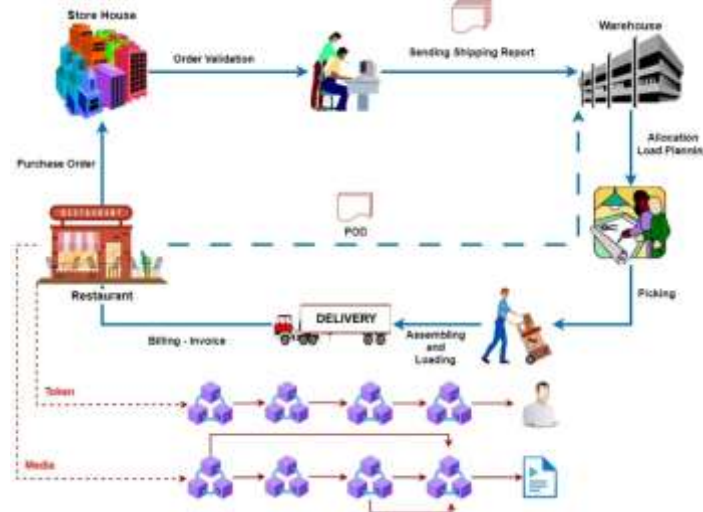 Store House
Warehouse
Order Validation
Sending Shipping Report
Allocation
Load Plannin
Purchase Order
RESTAURANT
POD
Restaurant
Picking
DELIVERY
Billing - Invoice
Assembling
and
Loading
Token
Media